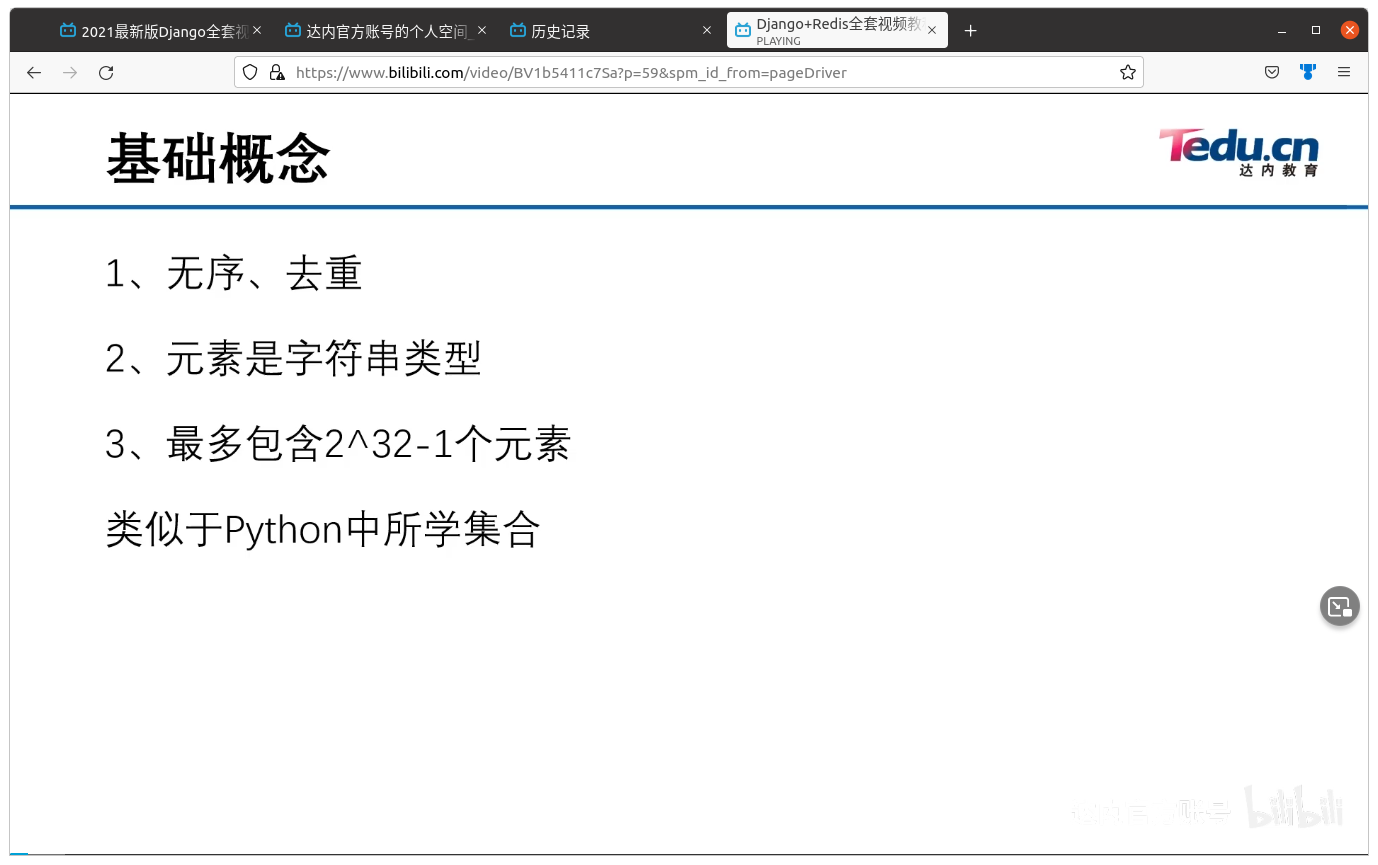 2021最新版Django全套视
达内官方账号的个人空间_
历史记录
Django+Redis全套视频教
PLAYING
https://www.bilibili.com/video/BV1b5411c7Sa?p=59&spm_id_from=pageDriver
基础概念
Tedu.cn
达内教育
1、无序、去重
2、元素是字符串类型
3、最多包含2^32-1个元素
类似于Python中所学集合
达内官方账号 bilibili